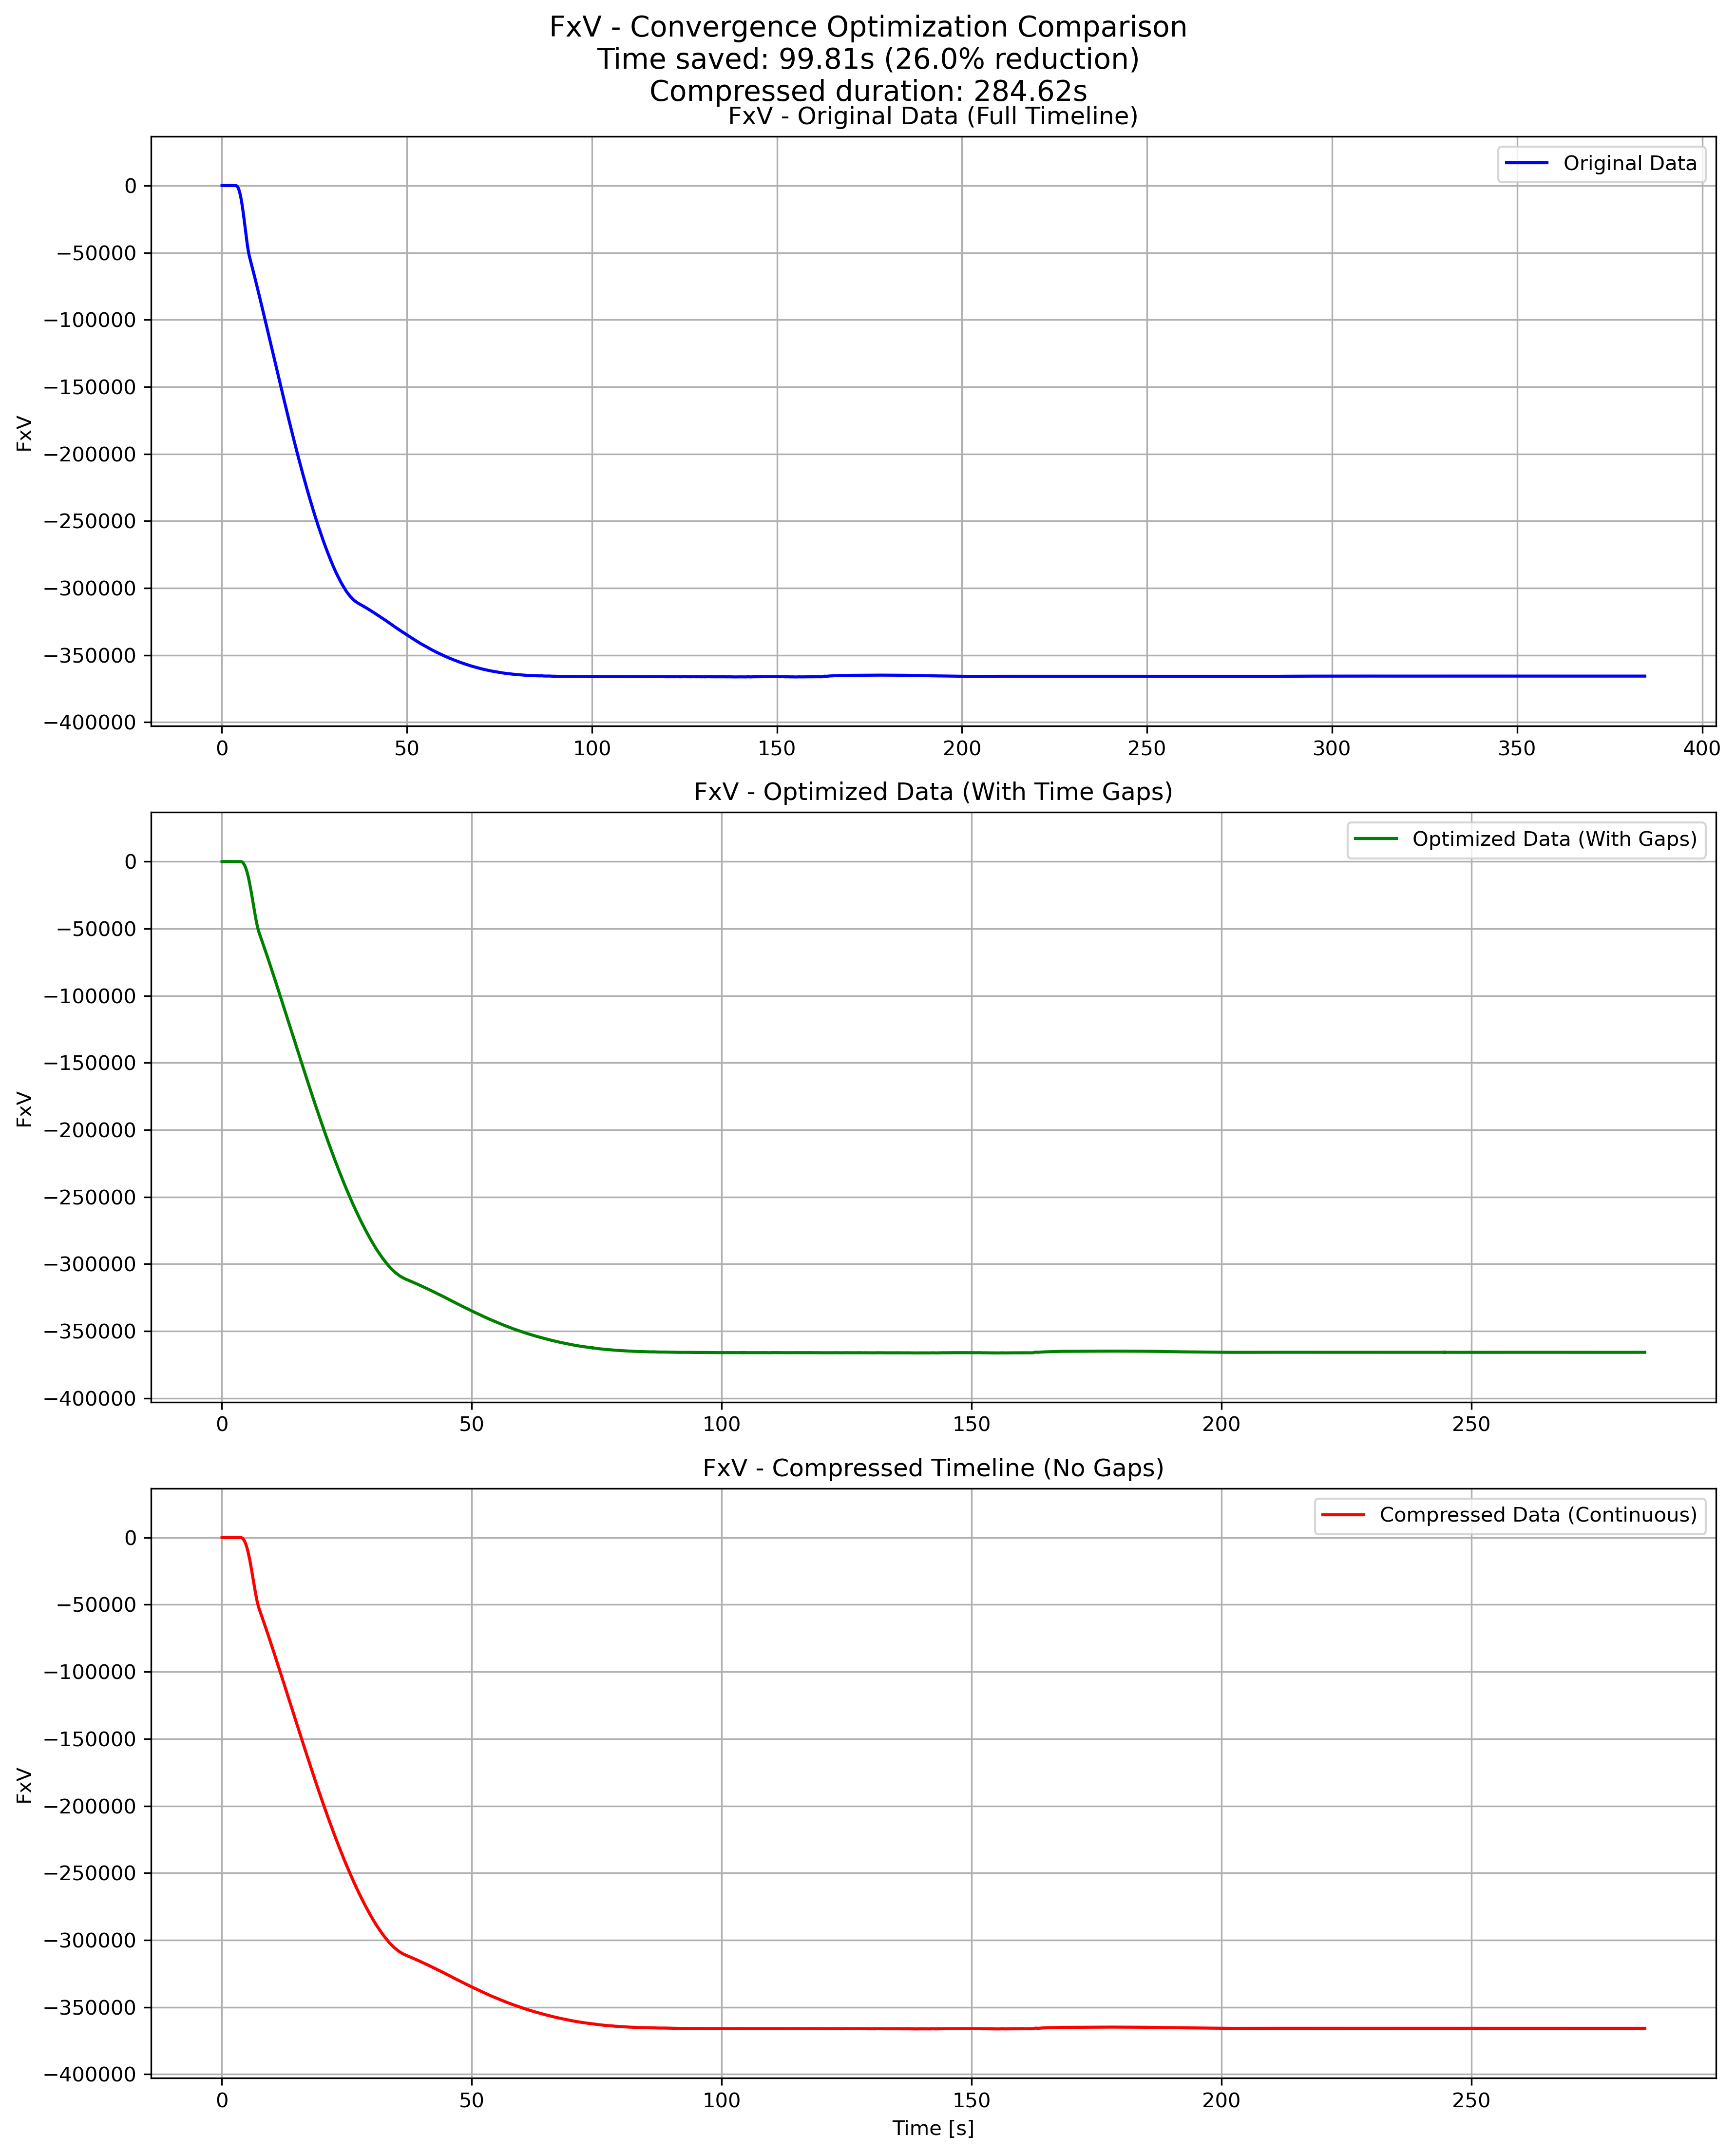 FxV - Convergence Optimization Comparison
Time saved: 99.81s (26.0% reduction)
Compressed duration: 284.62s
FxV - Original Data (Full Timeline)
Original Data
0
−50000
−100000
−150000
−200000
−250000
−300000
−350000
−400000
FxV
0 50 100 150 200 250 300 350 400
FxV - Optimized Data (With Time Gaps)
Optimized Data (With Gaps)
0
−50000
−100000
−150000
−200000
−250000
−300000
−350000
−400000
FxV
0 50 100 150 200 250
FxV - Compressed Timeline (No Gaps)
Compressed Data (Continuous)
0
−50000
−100000
−150000
−200000
−250000
−300000
−350000
−400000
FxV
0 50 100 150 200 250
Time [s]